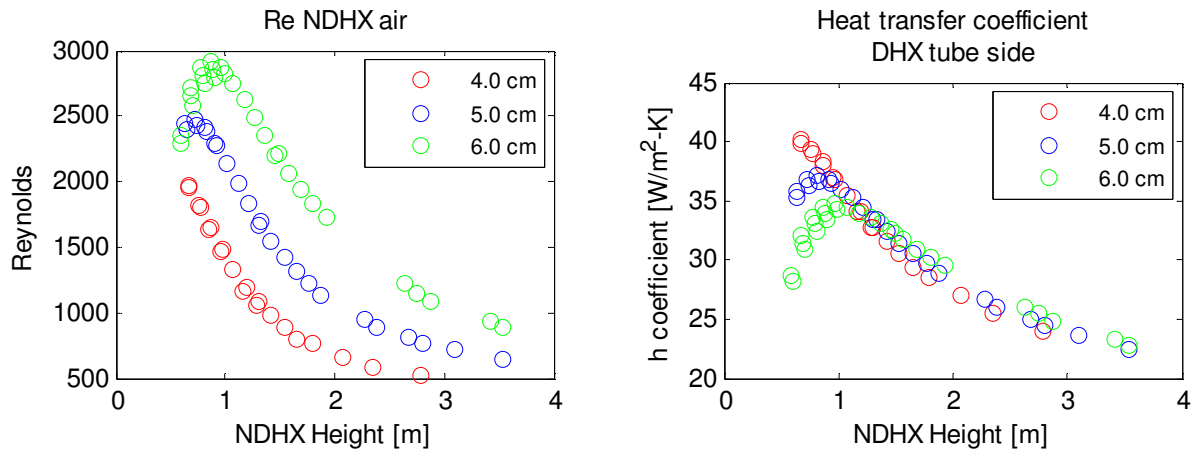 Re NDHX air
3000
2500
2000
1500
1000
500
Reynolds
0 1 2 3 4
NDHX Height [m]
4.0 cm
5.0 cm
6.0 cm
Heat transfer coefficient
DHX tube side
45
40
35
30
25
20
h coefficient [W/m²-K]
0 1 2 3 4
NDHX Height [m]
4.0 cm
5.0 cm
6.0 cm